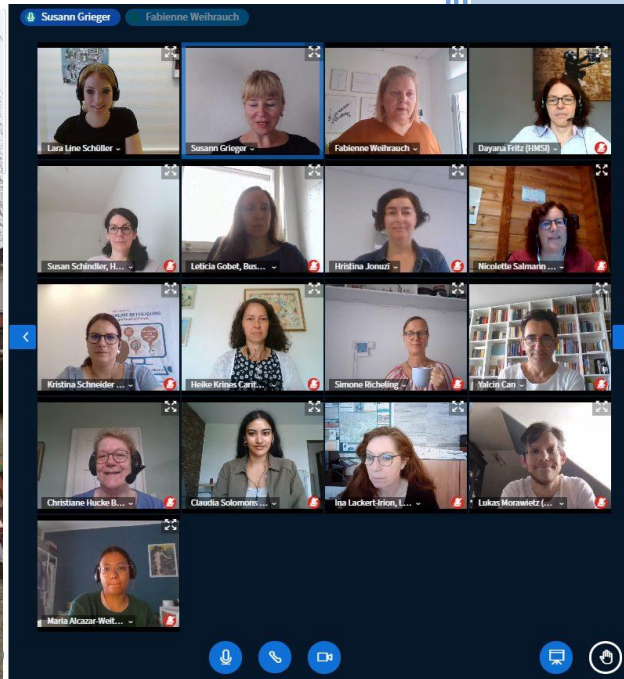 Susann Grieger
Fabienne Weihrauch
Lara Line Schüller
Susann Grieger
Fabienne Weihrauch
Dayana Fritz (HMSI)
Susan Schindler, H...
Leticia Gobet, Bus...
Hristina Jonuzi
Nicolette Salmann ...
Kristina Schneider ...
Heike Krines Carit...
Simone Richeling
Yalcin Can
Christiane Hucke B...
Claudia Solomons ...
Ina Lackert-Irion, L...
Lukas Morawietz (...
Maria Alcazar-Weit...